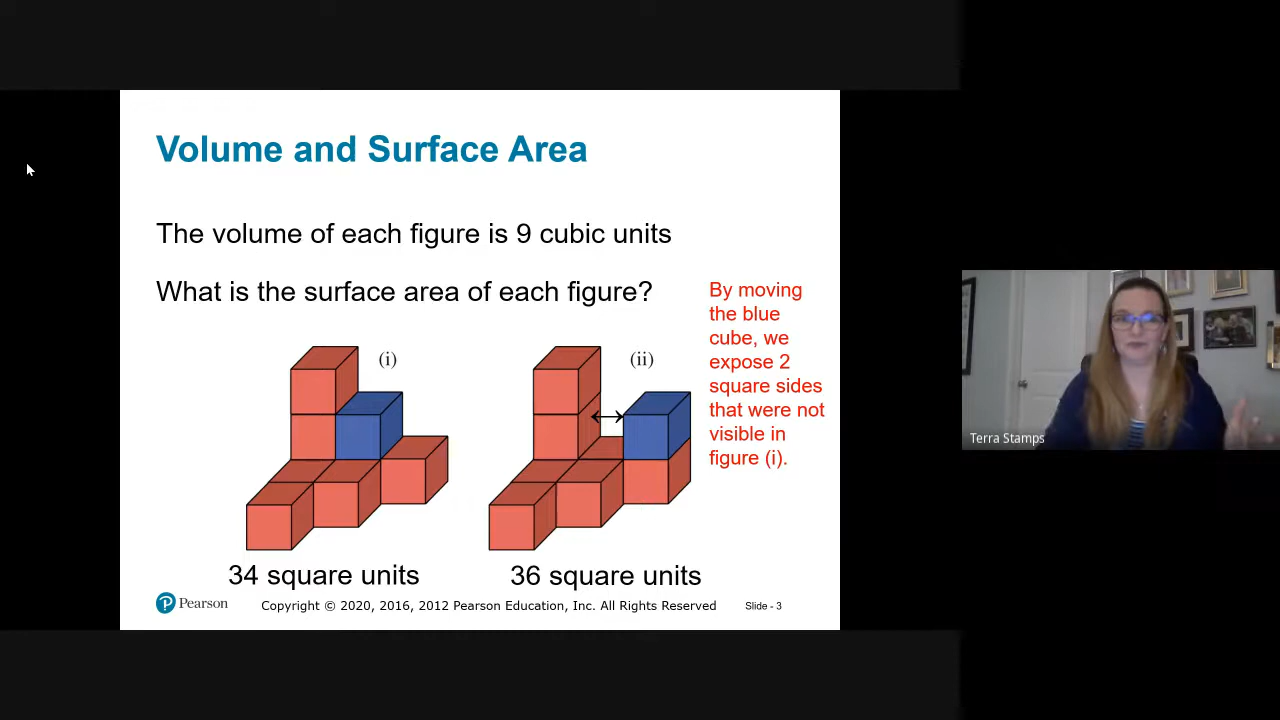 Volume and Surface Area
The volume of each figure is 9 cubic units
What is the surface area of each figure?
By moving
the blue
cube, we
expose 2
square sides
that were not
visible in
figure (i).
(i)
(ii)
Terra Stamps
34 square units
36 square units
Pearson
Copyright © 2020, 2016, 2012 Pearson Education, Inc. All Rights Reserved
Slide - 3